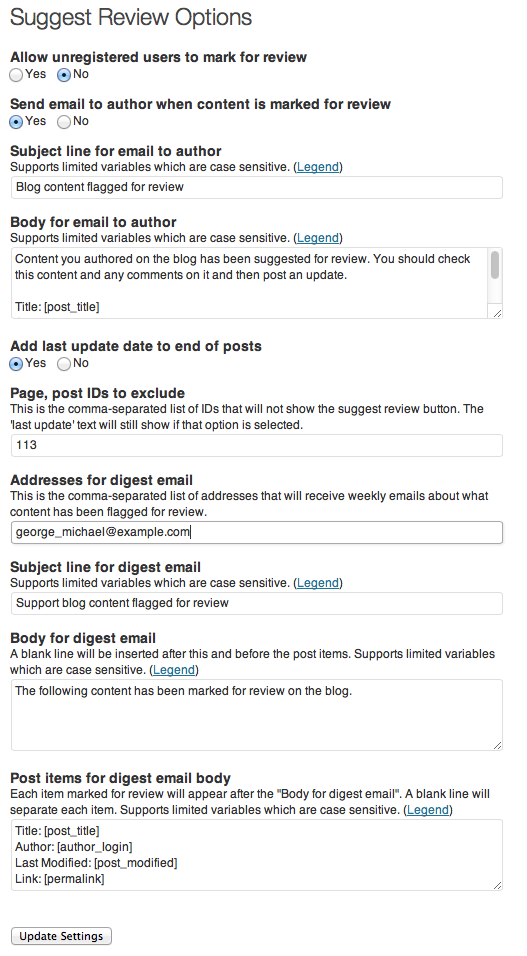 Suggest Review Options
Allow unregistered users to mark for review
Yes No
Send email to author when content is marked for review
Yes No
Subject line for email to author
Supports limited variables which are case sensitive. (Legend)
Blog content flagged for review
Body for email to author
Supports limited variables which are case sensitive. (Legend)
Content you authored on the blog has been suggested for review. You should check
this content and any comments on it and then post an update.
Title: [post_title]
Add last update date to end of posts
Yes No
Page, post IDs to exclude
This is the comma-separated list of IDs that will not show the suggest review button. The
'last update' text will still show if that option is selected.
113
Addresses for digest email
This is the comma-separated list of addresses that will receive weekly emails about what
content has been flagged for review.
george_michael@example.com
Subject line for digest email
Supports limited variables which are case sensitive. (Legend)
Support blog content flagged for review
Body for digest email
A blank line will be inserted after this and before the post items. Supports limited variables
which are case sensitive. (Legend)
The following content has been marked for review on the blog.
Post items for digest email body
Each item marked for review will appear after the "Body for digest email". A blank line will
separate each item. Supports limited variables which are case sensitive. (Legend)
Title: [post_title]
Author: [author_login]
Last Modified: [post_modified]
Link: [permalink]
Update Settings